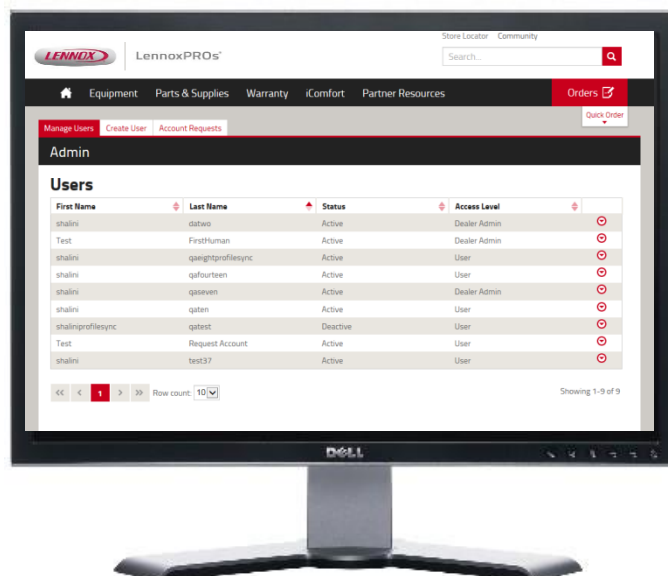 Store Locator Community
LENNOX LennoxPROs®
Search...
Equipment Parts & Supplies Warranty iComfort Partner Resources Orders
Quick Order
Manage Users Create User Account Requests
Admin
Users
First Name Last Name Status Access Level
shalini qatwo Active Dealer Admin
Test FirstHuman Active Dealer Admin
shalini qaeightprofilesync Active User
shalini qafourteen Active User
shalini qaseven Active Dealer Admin
shalini qaten Active User
shaliniprofilesync qatest Deactive User
Test Request Account Active User
shalini test37 Active User
<< < 1 > >> Row count: 10 Showing 1-9 of 9
DELL